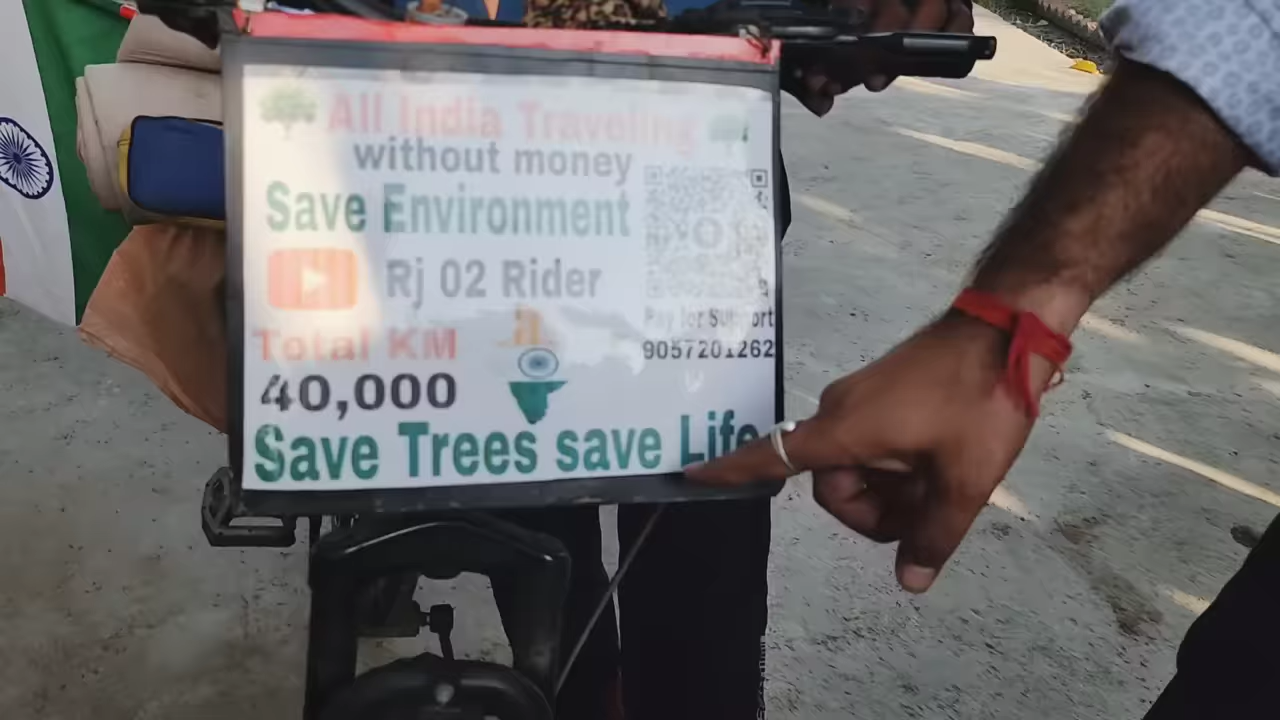 All India Traveling
without money
Save Environment
Rj 02 Rider
Total KM
40,000
Save Trees save Life
Pay for Support
9057201262